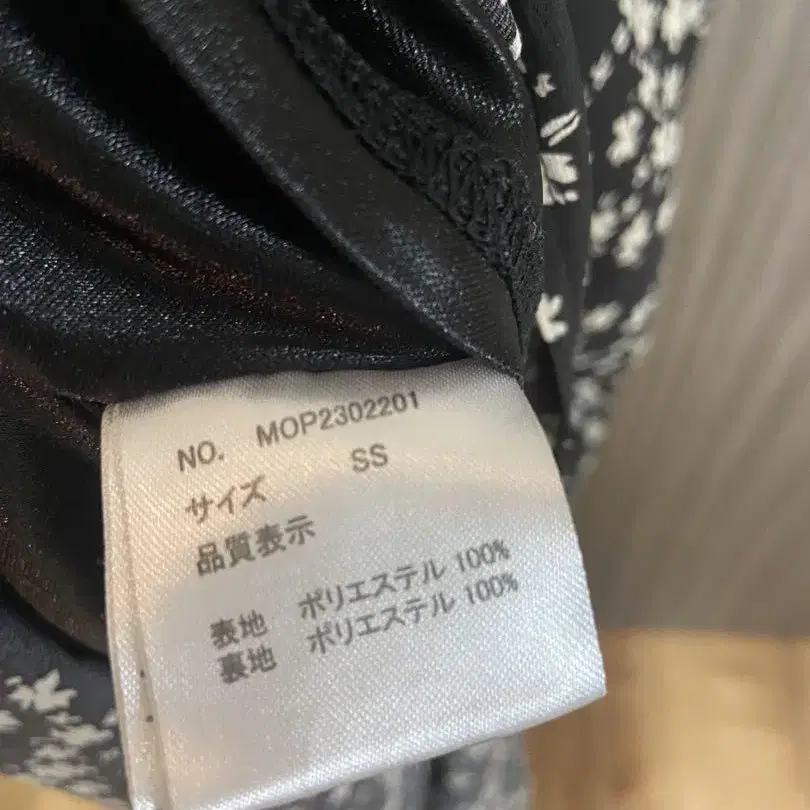 NO. MOP2302201
サイズ SS
品質表示
表地 ポリエステル 100%
裏地 ポリエステル 100%